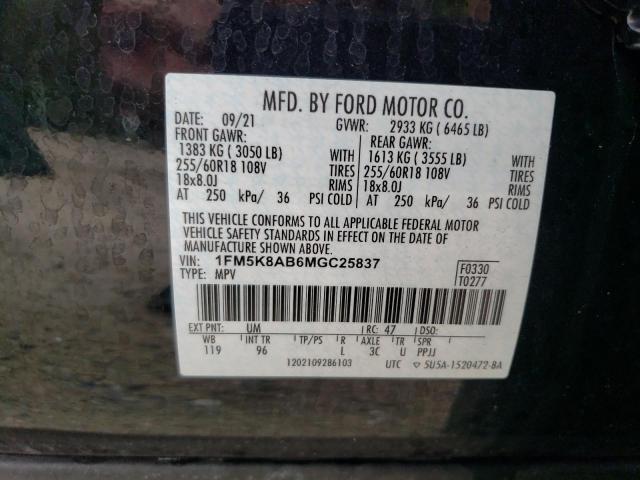 MFD. BY FORD MOTOR CO.
DATE: 09/21 GVWR: 2933 KG ( 6465 LB)
FRONT GAWR: REAR GAWR:
1383 KG ( 3050 LB) WITH 1613 KG ( 3555 LB) WITH
255/60R18 108V TIRES 255/60R18 108V TIRES
18x8.0J RIMS 18x8.0J RIMS
AT 250 kPa/ 36 PSI COLD AT 250 kPa/ 36 PSI COLD
THIS VEHICLE CONFORMS TO ALL APPLICABLE FEDERAL MOTOR
VEHICLE SAFETY STANDARDS IN EFFECT ON THE DATE OF
MANUFACTURE SHOWN ABOVE.
VIN: 1FM5K8AB6MGC25837 F0330
TYPE: MPV T0277
EXT PNT: UM RC: 47 DSO:
WB INT TR TP/PS R AXLE TR SPR
119 96 L 3C U PPJJ
1202109286103 UTC ▽ 5U5A-1520472-BA